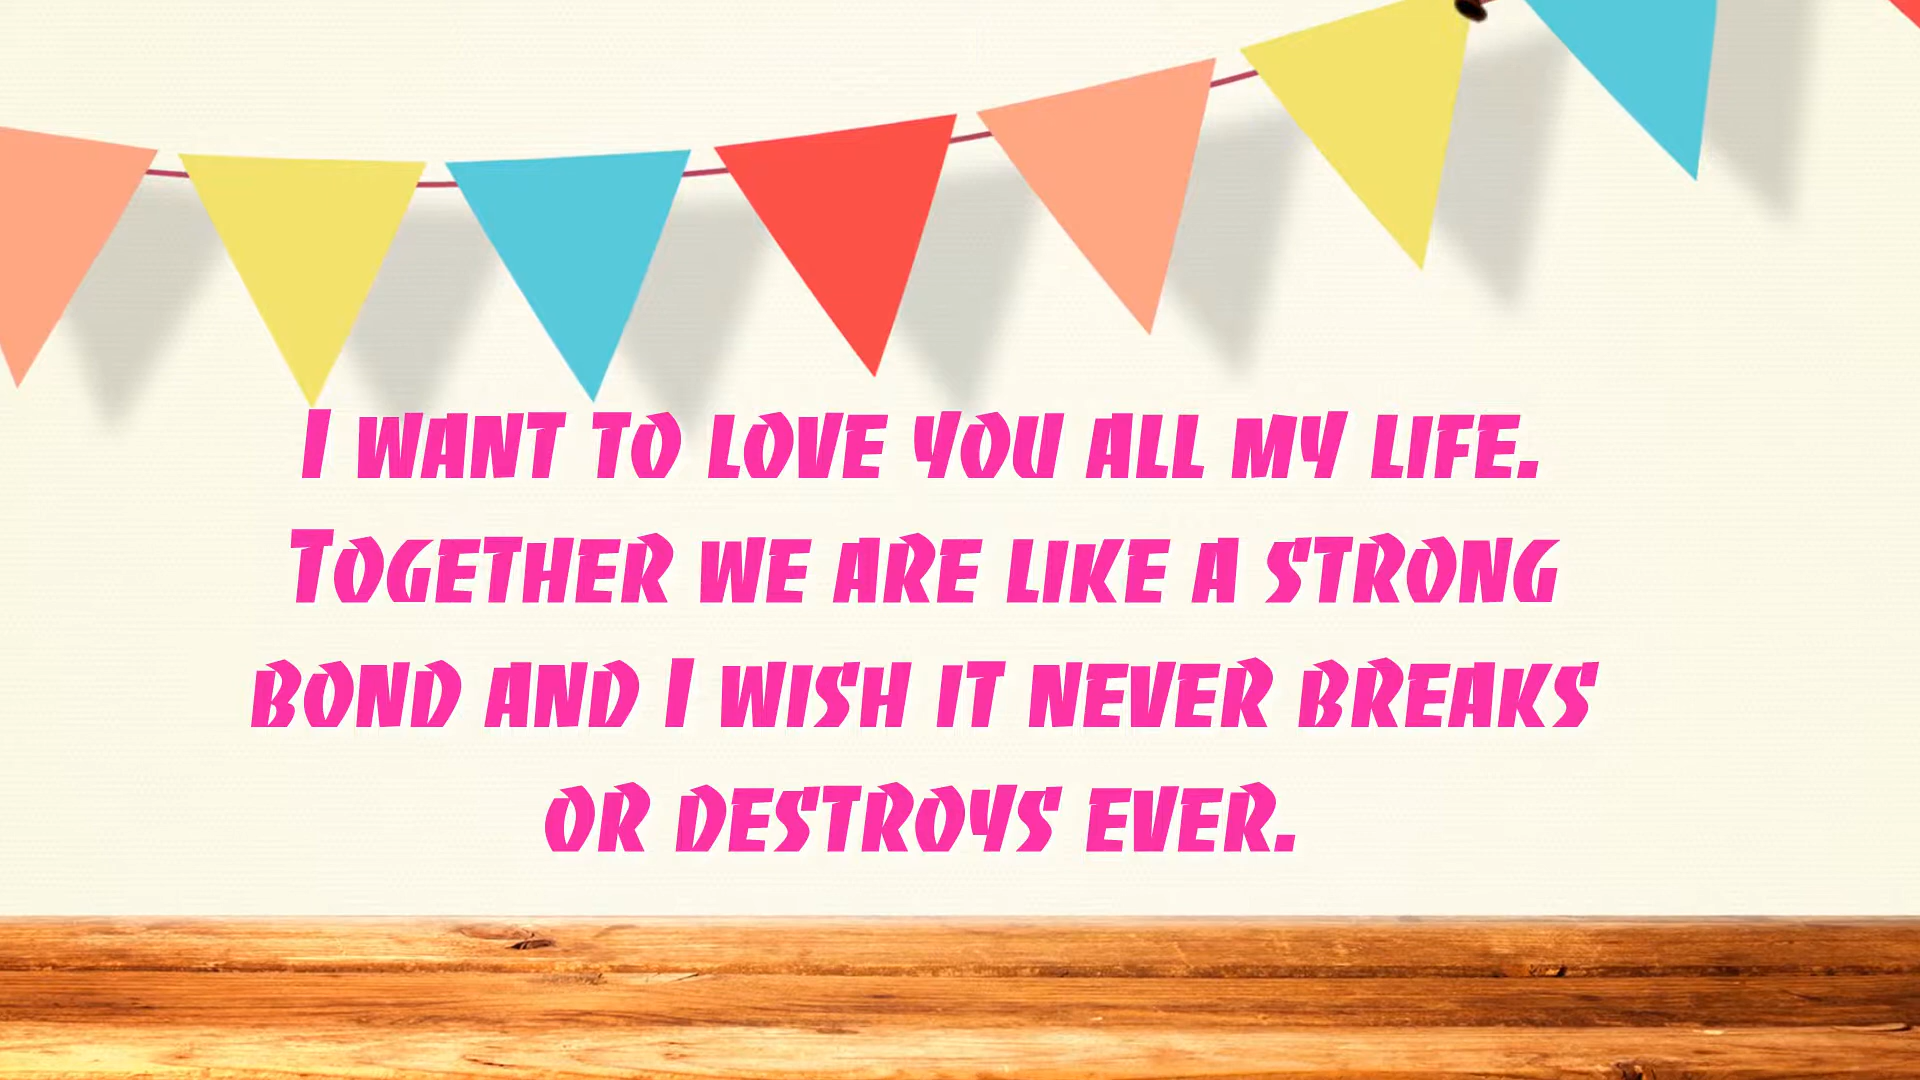 I want to love you all my life.
Together we are like a strong
bond and I wish it never breaks
or destroys ever.